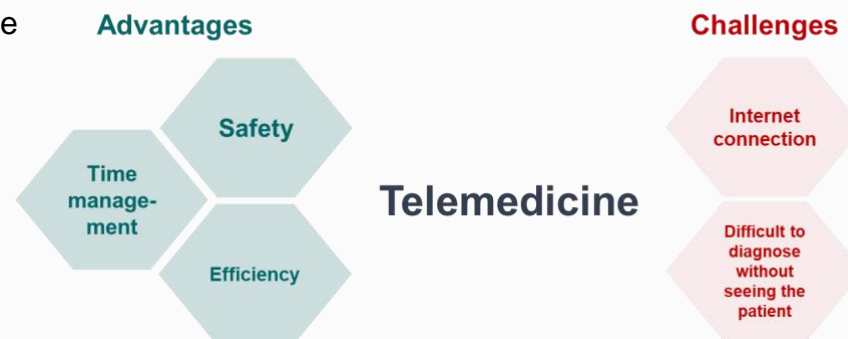 e
Advantages
Challenges
Safety
Time
manage-
ment
Efficiency
Telemedicine
Internet
connection
Difficult to
diagnose
without
seeing the
patient